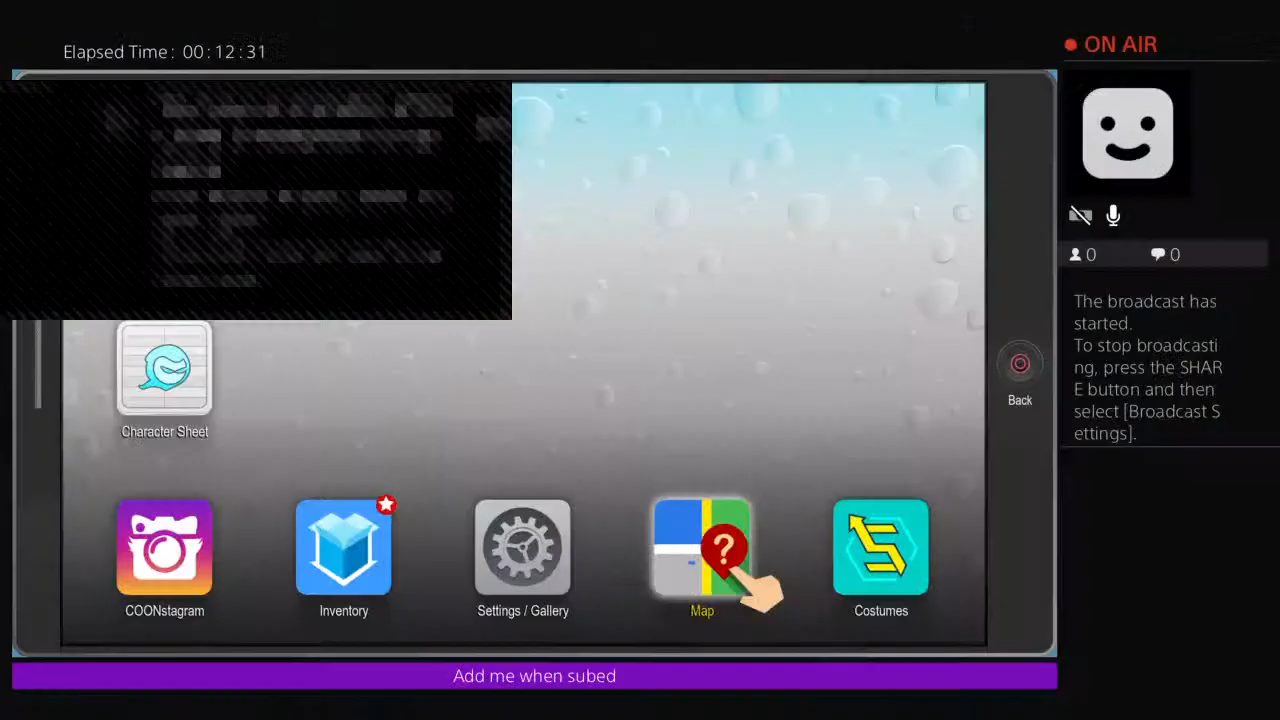 Elapsed Time: 00:12:31
ON AIR
0
0
The broadcast has
started.
To stop broadcasti
ng, press the SHAR
E button and then
select [Broadcast S
ettings].
Back
Character Sheet
COONstagram
Inventory
Settings / Gallery
Map
Costumes
Add me when subed